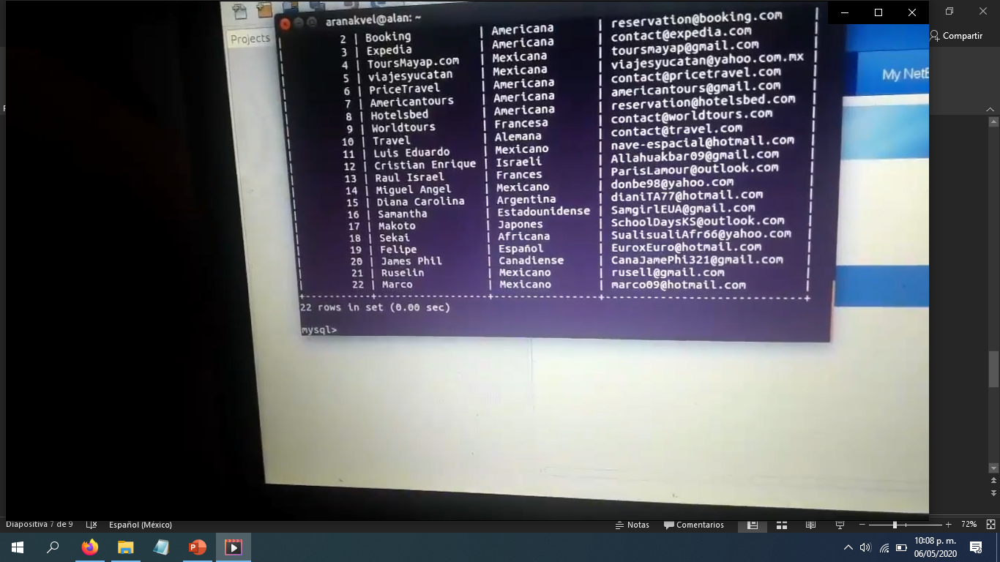 aranakvel@alan: ~
Compartir
Projects
My NetB
| 2 | Booking | Americana | reservation@booking.com |
| 3 | Expedia | Americana | contact@expedia.com |
| 4 | ToursMayap.com | Mexicana | toursmayap@gmail.com |
| 5 | viajesyucatan | Mexicana | viajesyucatan@yahoo.com.mx |
| 6 | PriceTravel | Americana | contact@pricetravel.com |
| 7 | Americantours | Americana | americantours@gmail.com |
| 8 | Hotelsbed | Americana | reservation@hotelsbed.com |
| 9 | Worldtours | Francesa | contact@worldtours.com |
| 10 | Travel | Alemana | contact@travel.com |
| 11 | Luis Eduardo | Mexicano | nave-espacial@hotmail.com |
| 12 | Cristian Enrique | Israelí | Allahuakbar09@gmail.com |
| 13 | Raul Israel | Frances | ParisLamour@outlook.com |
| 14 | Miguel Angel | Mexicano | donbe98@yahoo.com |
| 15 | Diana Carolina | Argentina | dianiTA77@hotmail.com |
| 16 | Samantha | Estadounidense | SamgirlEUA@gmail.com |
| 17 | Makoto | Japones | SchoolDaysKS@outlook.com |
| 18 | Sekai | Africana | SualisualiAfr66@yahoo.com |
| 19 | Felipe | Español | EuroxEuro@hotmail.com |
| 20 | James Phil | Canadiense | CanaJamePhi321@gmail.com |
| 21 | Ruselin | Mexicano | rusell@gmail.com |
| 22 | Marco | Mexicano | marco09@hotmail.com |
22 rows in set (0.00 sec)
mysql>
Diapositiva 7 de 9 Español (México) Notas Comentarios 72%
10:08 p. m.
06/05/2020